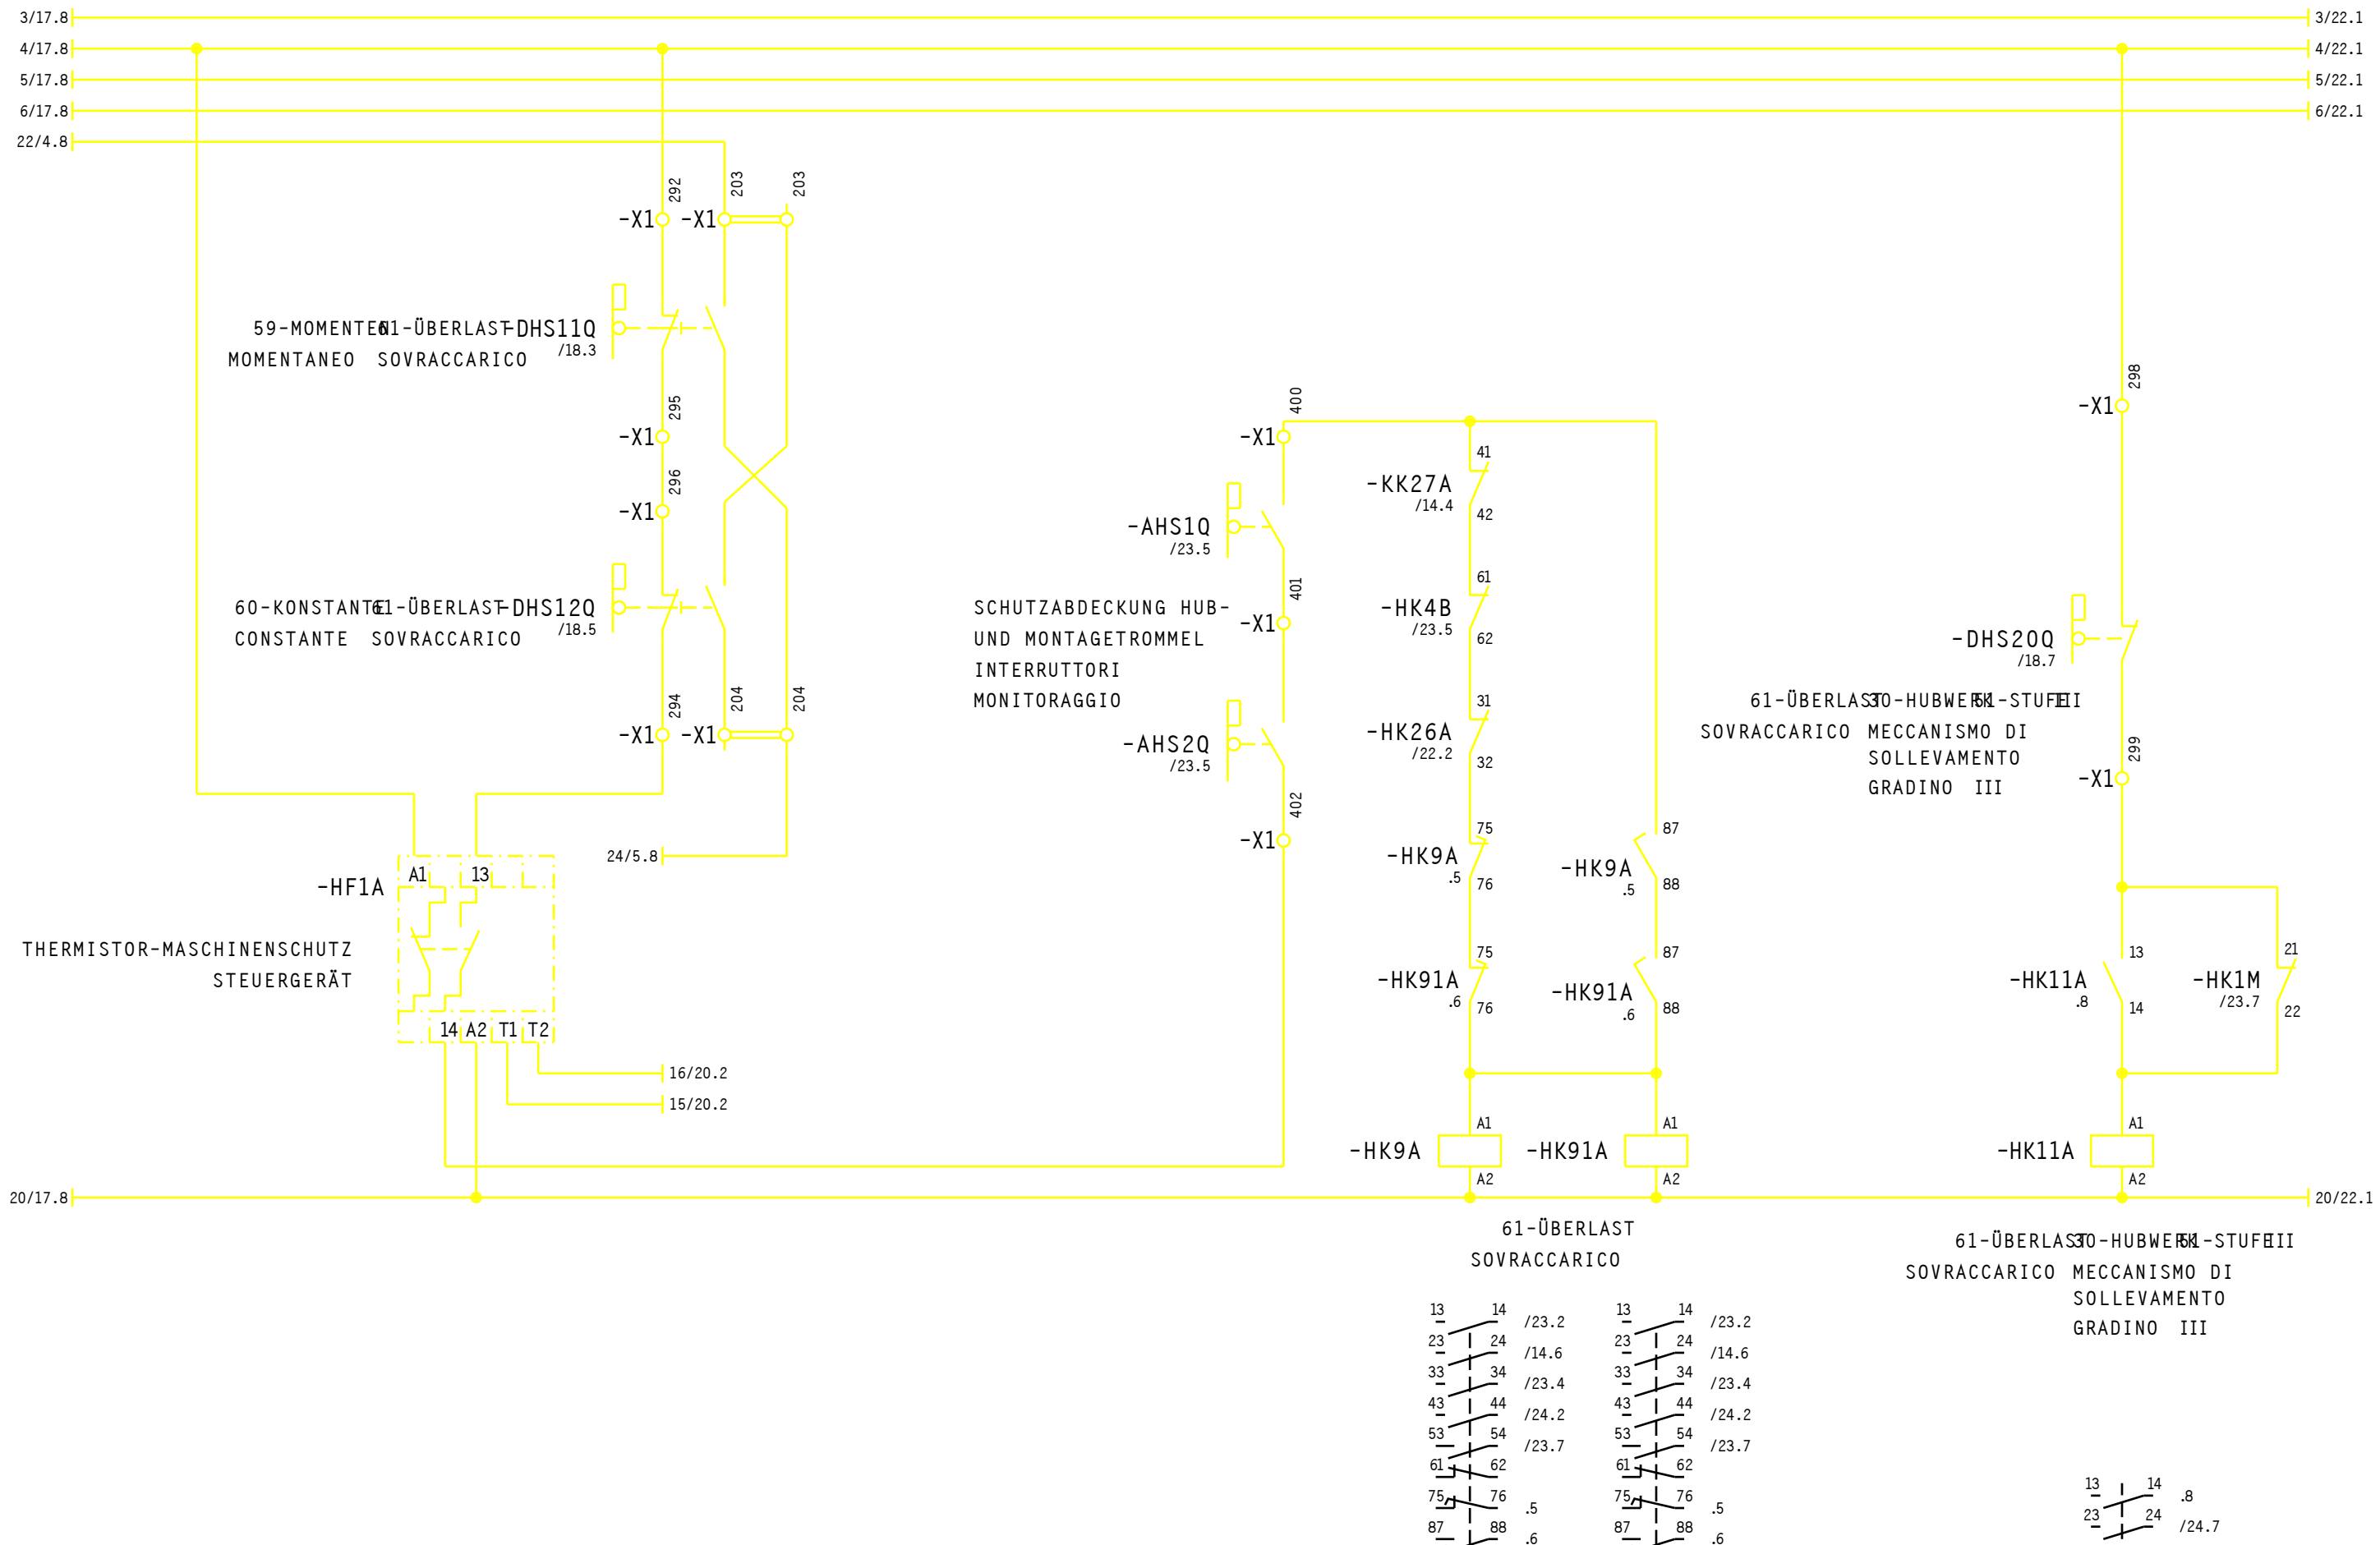 3/17.8
3/22.1
4/17.8
4/22.1
5/17.8
5/22.1
6/17.8
6/22.1
22/4.8
292
203
203
-X1
-X1
59-MOMENTEN 61-ÜBERLAST
-DHS11Q
/18.3
MOMENTANEO SOVRACCARICO
295
-X1
296
-X1
60-KONSTANTE 61-ÜBERLAST
-DHS12Q
/18.5
CONSTANTE SOVRACCARICO
294
204
204
-X1
-X1
24/5.8
-HF1A
A1
13
THERMISTOR-MASCHINENSCHUTZ
STEUERGERÄT
14
A2
T1
T2
16/20.2
15/20.2
400
-X1
-AHS1Q
/23.5
401
-X1
SCHUTZABDECKUNG HUB-
UND MONTAGETROMMEL
INTERRUTTORI
MONITORAGGIO
-AHS2Q
/23.5
402
-X1
41
-KK27A
/14.4
42
61
-HK4B
/23.5
62
31
-HK26A
/22.2
32
75
-HK9A
.5
76
87
-HK9A
.5
88
75
-HK91A
.6
76
87
-HK91A
.6
88
A1
-HK9A
A2
A1
-HK91A
A2
298
-X1
-DHS20Q
/18.7
61-ÜBERLAST 30-HUBWERK 61-STUFE III
SOVRACCARICO MECCANISMO DI
SOLLEVAMENTO
GRADINO III
299
-X1
13
-HK11A
.8
14
21
-HK1M
/23.7
22
A1
-HK11A
A2
20/17.8
20/22.1
61-ÜBERLAST
SOVRACCARICO
61-ÜBERLAST 30-HUBWERK 61-STUFE III
SOVRACCARICO MECCANISMO DI
SOLLEVAMENTO
GRADINO III
13 14 /23.2
23 24 /14.6
33 34 /23.4
43 44 /24.2
53 54 /23.7
61 62
75 76 .5
87 88 .6
13 14 /23.2
23 24 /14.6
33 34 /23.4
43 44 /24.2
53 54 /23.7
61 62
75 76 .5
87 88 .6
13 14 .8
23 24 /24.7